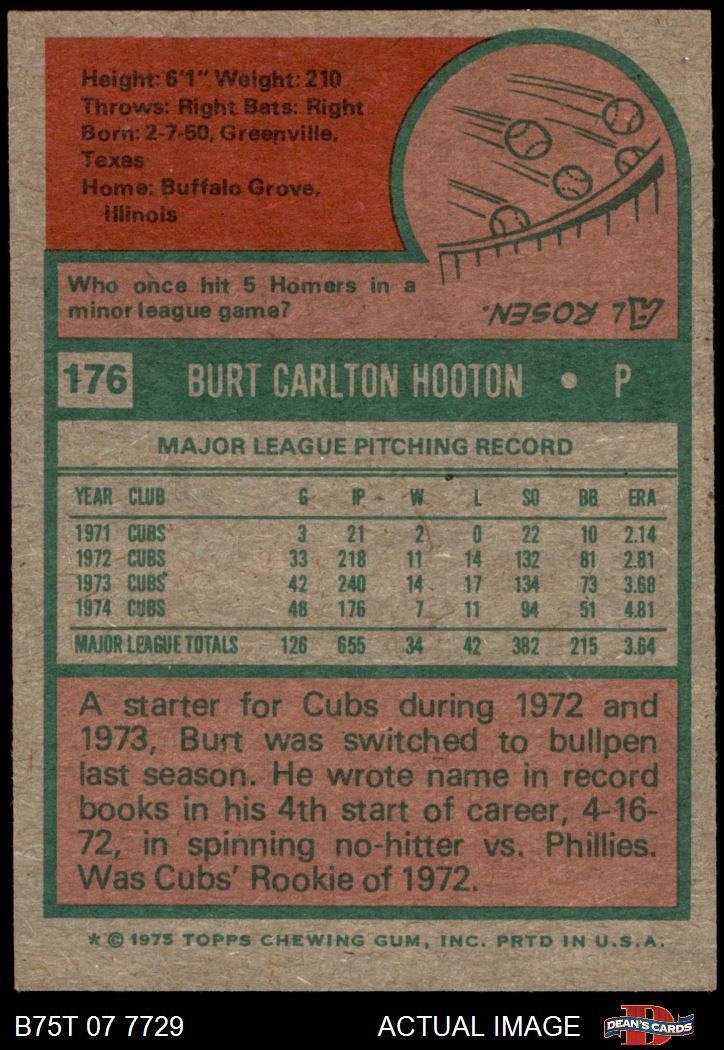 Height: 6'1" Weight: 210
Throws: Right Bats: Right
Born: 2-7-50, Greenville,
Texas
Home: Buffalo Grove,
Illinois
Who once hit 5 Homers in a
minor league game?
AL ROSEN.
176 BURT CARLTON HOOTON • P
MAJOR LEAGUE PITCHING RECORD
YEAR CLUB G IP W L SO BB ERA
1971 CUBS 3 21 2 0 22 10 2.14
1972 CUBS 33 218 11 14 132 81 2.81
1973 CUBS 42 240 14 17 134 73 3.68
1974 CUBS 48 176 7 11 94 51 4.81
MAJOR LEAGUE TOTALS 126 655 34 42 382 215 3.64
A starter for Cubs during 1972 and
1973, Burt was switched to bullpen
last season. He wrote name in record
books in his 4th start of career, 4-16-
72, in spinning no-hitter vs. Phillies.
Was Cubs' Rookie of 1972.
* © 1975 TOPPS CHEWING GUM, INC. PRTD IN U.S.A.
B75T 07 7729 ACTUAL IMAGE
D DEAN'S CARDS